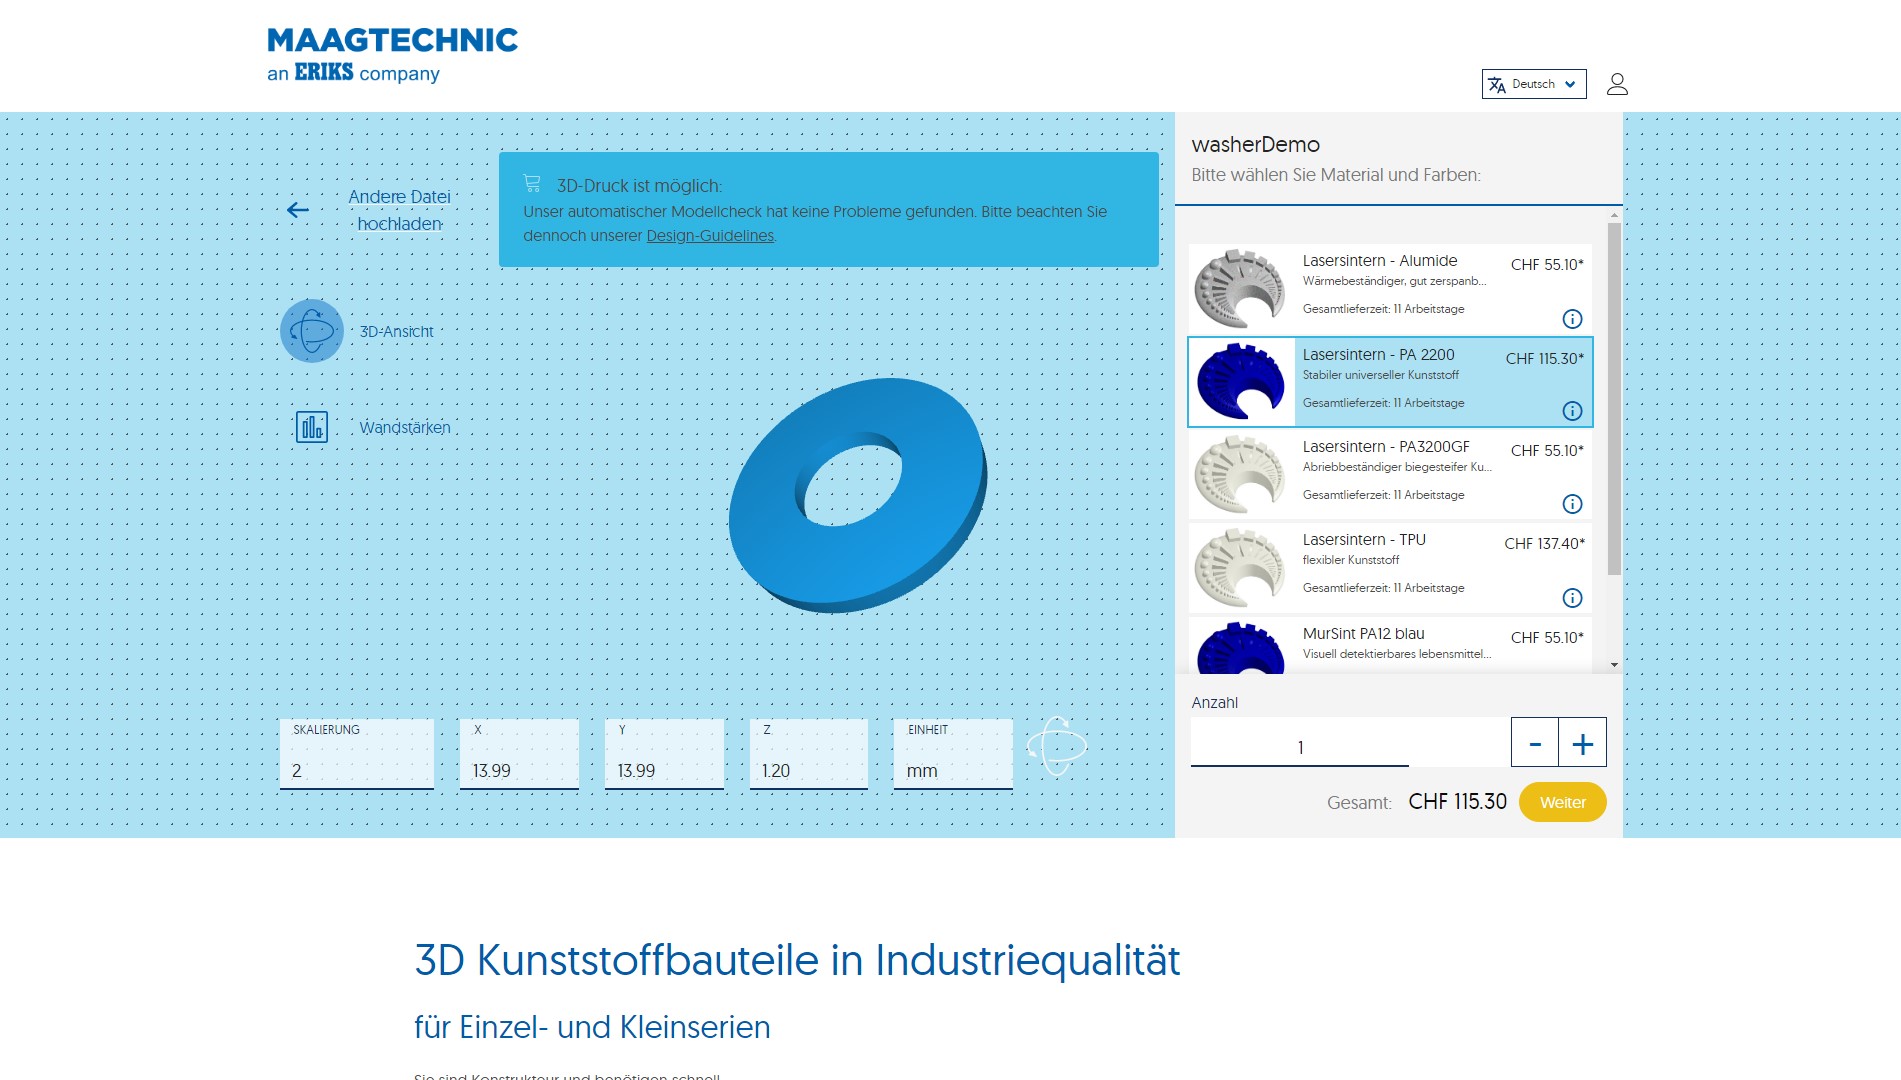 MAAGTECHNIC
an ERIKS company
Deutsch
Andere Datei
hochladen
3D-Druck ist möglich:
Unser automatischer Modellcheck hat keine Probleme gefunden. Bitte beachten Sie
dennoch unserer Design-Guidelines.
3D-Ansicht
Wandstärken
SKALIERUNG
2
X
13.99
Y
13.99
Z
1.20
EINHEIT
mm
washerDemo
Bitte wählen Sie Material und Farben:
Lasersintern - Alumide
CHF 55.10*
Wärmebeständiger, gut zerspanb...
Gesamtlieferzeit: 11 Arbeitstage
Lasersintern - PA 2200
CHF 115.30*
Stabiler universeller Kunststoff
Gesamtlieferzeit: 11 Arbeitstage
Lasersintern - PA3200GF
CHF 55.10*
Abriebbeständiger biegesteifer Ku...
Gesamtlieferzeit: 11 Arbeitstage
Lasersintern - TPU
CHF 137.40*
flexibler Kunststoff
Gesamtlieferzeit: 11 Arbeitstage
MurSint PA12 blau
CHF 55.10*
Visuell detektierbares lebensmittel...
Anzahl
1
- +
Gesamt: CHF 115.30 Weiter
3D Kunststoffbauteile in Industriequalität
für Einzel- und Kleinserien
Sie sind Konstrukteur und benötigen schnell